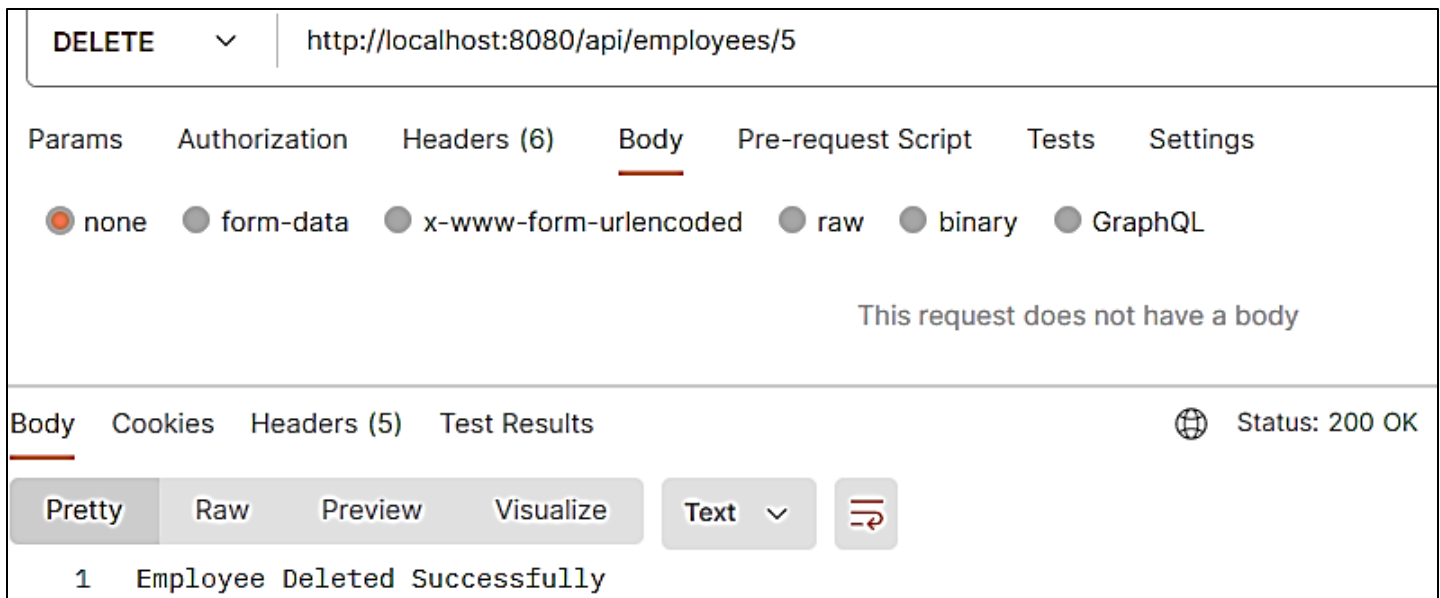 DELETE http://localhost:8080/api/employees/5
Params Authorization Headers (6) Body Pre-request Script Tests Settings
none form-data x-www-form-urlencoded raw binary GraphQL
This request does not have a body
Body Cookies Headers (5) Test Results Status: 200 OK
Pretty Raw Preview Visualize Text
1 Employee Deleted Successfully